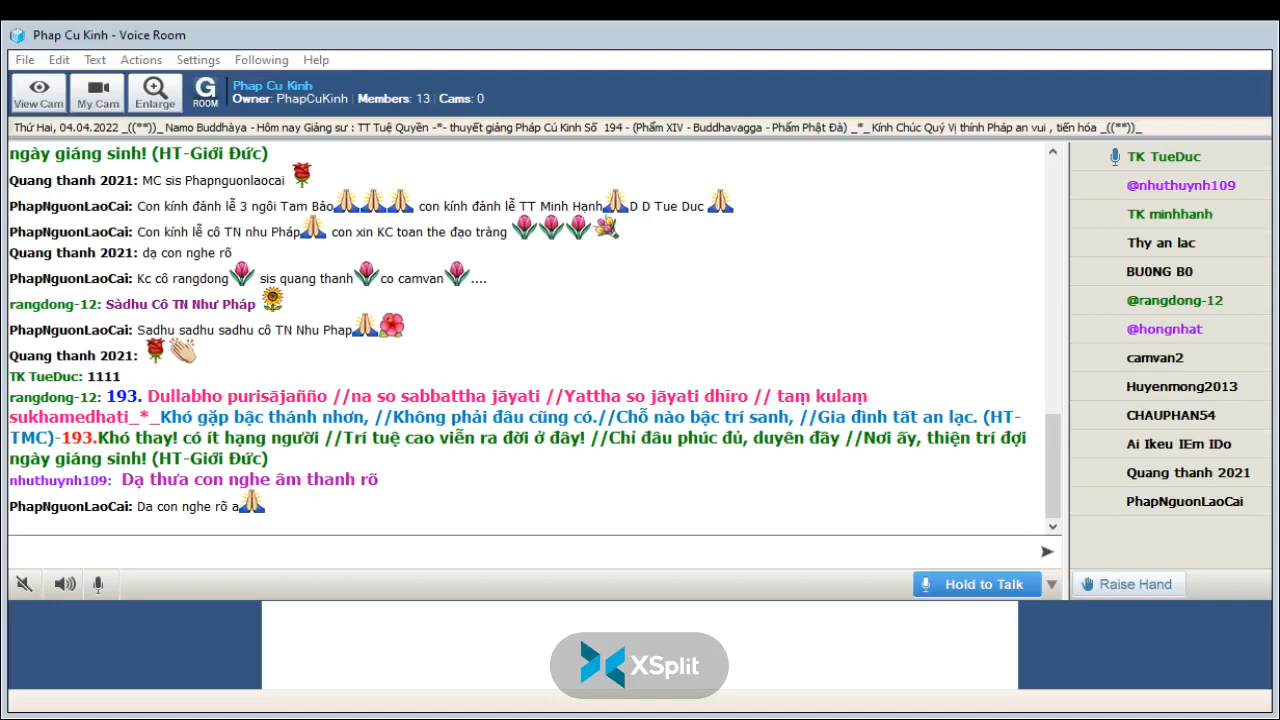 Phap Cu Kinh - Voice Room
File Edit Text Actions Settings Following Help
View Cam My Cam Enlarge G ROOM
Phap Cu Kinh
Owner: PhapCuKinh Members: 13 Cams: 0
Thứ Hai, 04.04.2022 _((**))_ Namo Buddhàya - Hôm nay Giảng sư : TT Tuệ Quyền -*- thuyết giảng Pháp Cú Kinh Số 194 - (Phẩm XIV - Buddhavagga - Phẩm Phật Đà) _*_ Kính Chúc Quý Vị thính Pháp an vui , tiến hóa _((**))_
ngày giáng sinh! (HT-Giới Đức)
Quang thanh 2021: MC sis Phapnguonlaocai
PhapNguonLaoCai: Con kính đảnh lễ 3 ngôi Tam Bảo con kính đảnh lễ TT Minh Hạnh D D Tue Duc
PhapNguonLaoCai: Con kính lễ cô TN nhu Pháp con xin KC toan the đạo tràng
Quang thanh 2021: dạ con nghe rõ
PhapNguonLaoCai: Kc cô rangdong sis quang thanh co camvan ....
rangdong-12: Sàdhu Cô TN Như Pháp
PhapNguonLaoCai: Sadhu sadhu sadhu cô TN Nhu Phap
Quang thanh 2021:
TK TueDuc: 1111
rangdong-12: 193. Dullabho purisājañño //na so sabbattha jāyati //Yattha so jāyati dhīro // taṃ kulaṃ
sukhamedhati_*_Khó gặp bậc thánh nhơn, //Không phải đâu cũng có.//Chỗ nào bậc trí sanh, //Gia đình tất an lạc. (HT-
TMC)-193.Khó thay! có ít hạng người //Trí tuệ cao viễn ra đời ở đây! //Chỉ đâu phúc đủ, duyên đầy //Nơi ấy, thiện trí đợi
ngày giáng sinh! (HT-Giới Đức)
nhuthuynh109: Dạ thưa con nghe âm thanh rõ
PhapNguonLaoCai: Da con nghe rõ a
TK TueDuc
@nhuthuynh109
TK minhhanh
Thy an lac
BU0NG B0
@rangdong-12
@hongnhat
camvan2
Huyenmong2013
CHAUPHAN54
Ai Ikeu IEm IDo
Quang thanh 2021
PhapNguonLaoCai
Hold to Talk
Raise Hand
XSplit